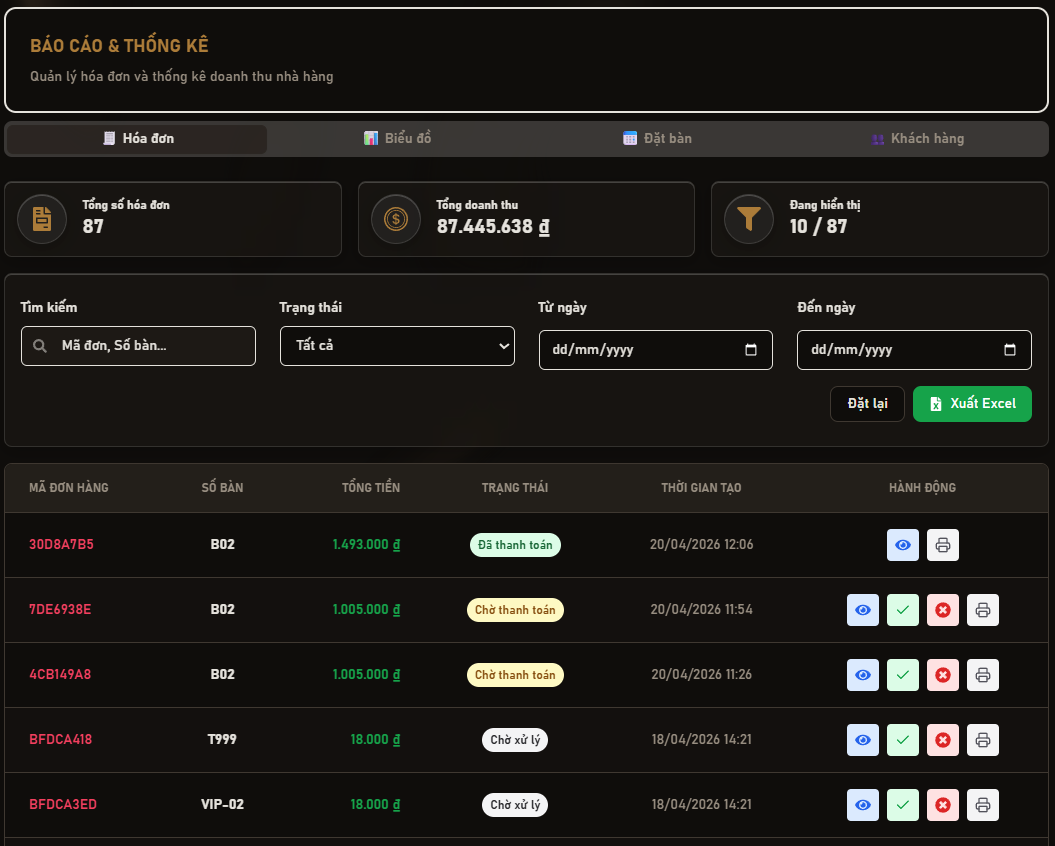 BÁO CÁO & THỐNG KÊ
Quản lý hóa đơn và thống kê doanh thu nhà hàng
Hóa đơn Biểu đồ Đặt bàn Khách hàng
Tổng số hóa đơn
87
Tổng doanh thu
87.445.638 ₫
Đang hiển thị
10 / 87
Tìm kiếm Trạng thái Từ ngày Đến ngày
Mã đơn, Số bàn... Tất cả dd/mm/yyyy dd/mm/yyyy
Đặt lại Xuất Excel
MÃ ĐƠN HÀNG SỐ BÀN TỔNG TIỀN TRẠNG THÁI THỜI GIAN TẠO HÀNH ĐỘNG
30D8A7B5 B02 1.493.000 ₫ Đã thanh toán 20/04/2026 12:06
7DE6938E B02 1.005.000 ₫ Chờ thanh toán 20/04/2026 11:54
4CB149A8 B02 1.005.000 ₫ Chờ thanh toán 20/04/2026 11:26
BFDCA418 T999 18.000 ₫ Chờ xử lý 18/04/2026 14:21
BFDCA3ED VIP-02 18.000 ₫ Chờ xử lý 18/04/2026 14:21